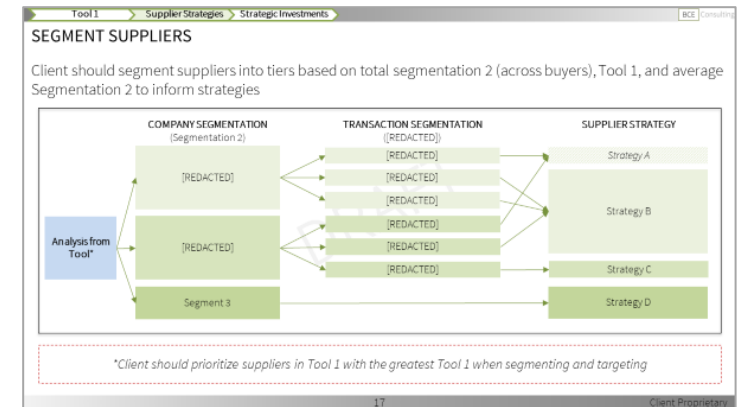 Tool 1 Supplier Strategies Strategic Investments BCE Consulting
SEGMENT SUPPLIERS
Client should segment suppliers into tiers based on total segmentation 2 (across buyers), Tool 1, and average
Segmentation 2 to inform strategies
COMPANY SEGMENTATION TRANSACTION SEGMENTATION SUPPLIER STRATEGY
(Segmentation 2) ([REDACTED])
[REDACTED] Strategy A
[REDACTED] [REDACTED]
[REDACTED] Strategy B
[REDACTED]
Analysis from
Tool*
[REDACTED] [REDACTED]
[REDACTED] Strategy C
Segment 3 Strategy D
DRAFT
*Client should prioritize suppliers in Tool 1 with the greatest Tool 1 when segmenting and targeting
17 Client Proprietary